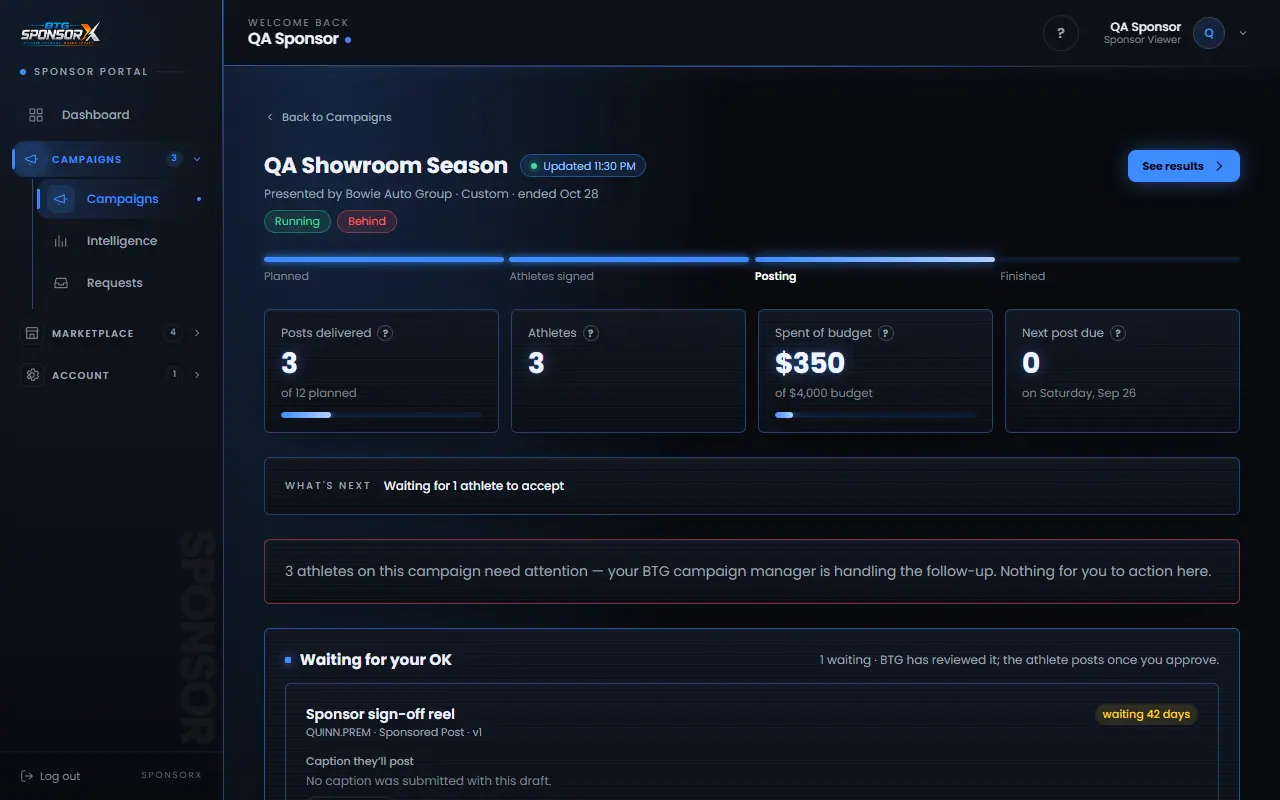 BTG
SPONSORX
SPONSOR PORTAL
Dashboard
CAMPAIGNS 3
Campaigns
Intelligence
Requests
MARKETPLACE 4
ACCOUNT 1
SPONSOR
Log out
SPONSORX
WELCOME BACK
QA Sponsor
?
QA Sponsor
Sponsor Viewer
Q
Back to Campaigns
QA Showroom Season
Updated 11:30 PM
See results
Presented by Bowie Auto Group · Custom · ended Oct 28
Running Behind
Planned Athletes signed Posting Finished
Posts delivered ?
3
of 12 planned
Athletes ?
3
Spent of budget ?
$350
of $4,000 budget
Next post due ?
0
on Saturday, Sep 26
WHAT'S NEXT Waiting for 1 athlete to accept
3 athletes on this campaign need attention — your BTG campaign manager is handling the follow-up. Nothing for you to action here.
Waiting for your OK
1 waiting · BTG has reviewed it; the athlete posts once you approve.
Sponsor sign-off reel
waiting 42 days
QUINN.PREM · Sponsored Post · v1
Caption they'll post
No caption was submitted with this draft.